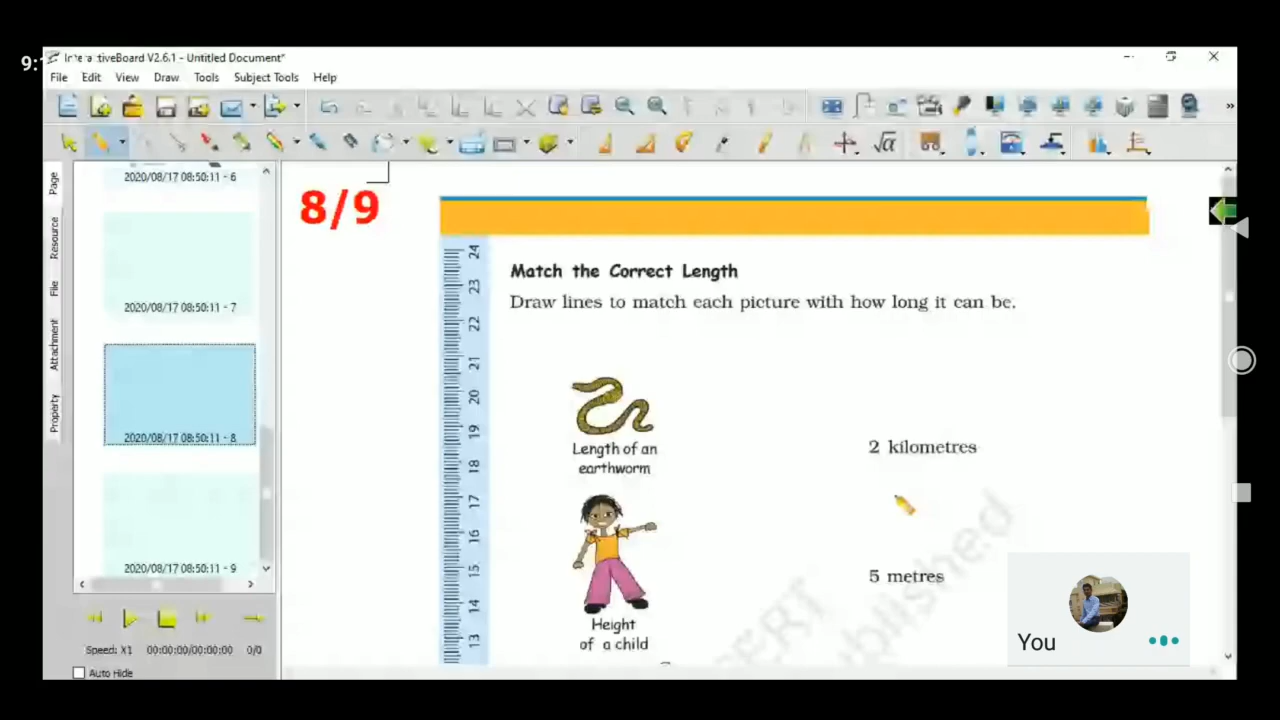 9:
InteractiveBoard V2.6.1 - Untitled Document*
File Edit View Draw Tools Subject Tools Help
Page
Resource
File
Attachment
Property
2020/08/17 08:50:11 - 6
2020/08/17 08:50:11 - 7
2020/08/17 08:50:11 - 8
2020/08/17 08:50:11 - 9
Speed: X1 00:00:00/00:00:00 0/0
Auto Hide
8/9
24
23
22
21
20
19
18
17
16
15
14
13
Match the Correct Length
Draw lines to match each picture with how long it can be.
Length of an
earthworm
2 kilometres
Height
of a child
5 metres
You